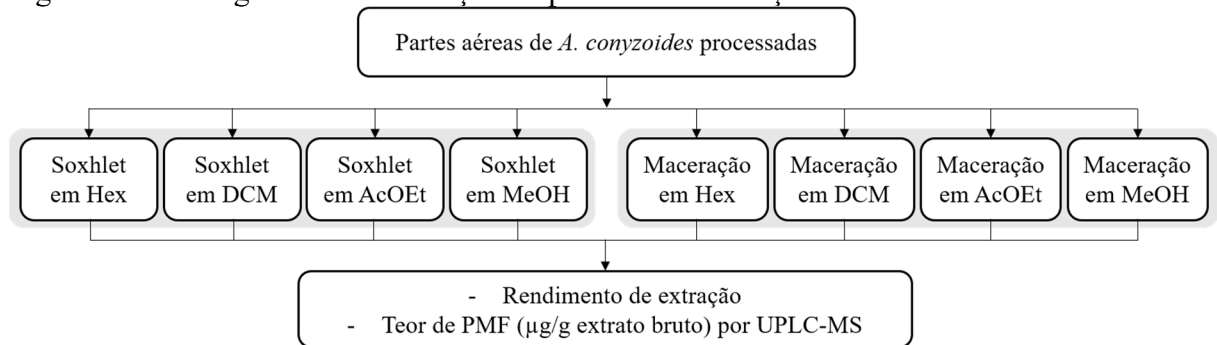 Partes aéreas de A. conyzoides processadas
Soxhlet
em Hex
Soxhlet
em DCM
Soxhlet
em AcOEt
Soxhlet
em MeOH
Maceração
em Hex
Maceração
em DCM
Maceração
em AcOEt
Maceração
em MeOH
- Rendimento de extração
- Teor de PMF (µg/g extrato bruto) por UPLC-MS